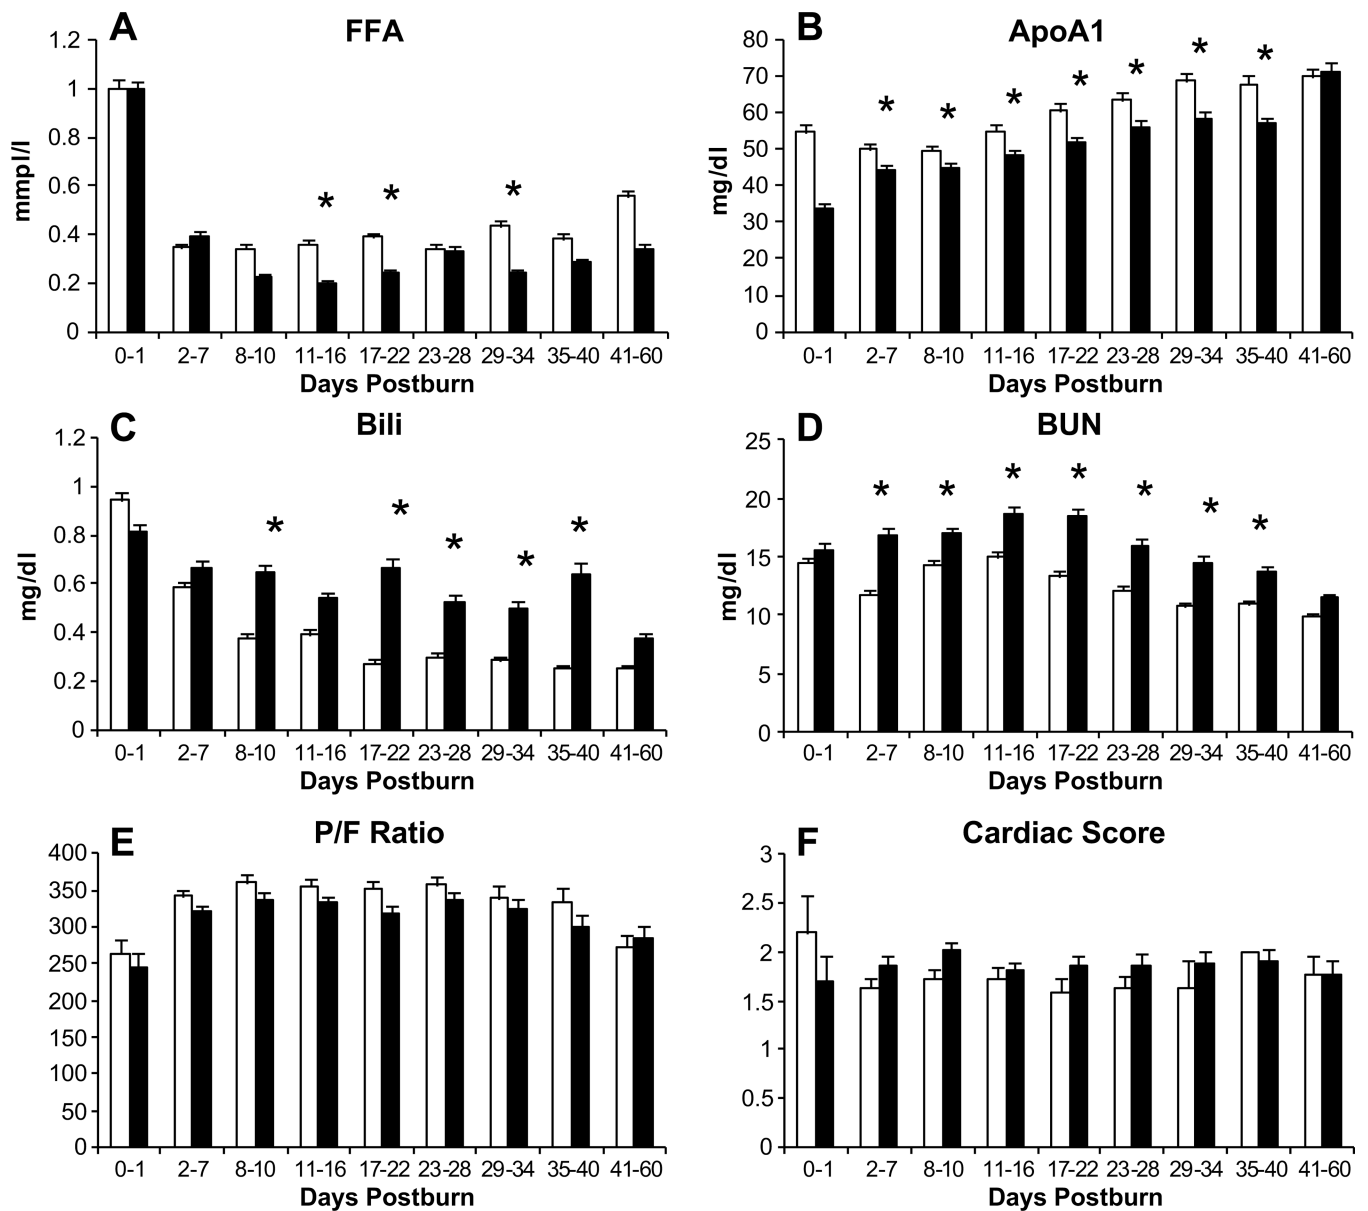 A FFA
1.2
1
0.8
0.6
0.4
0.2
0
mmpl/l
* * *
0-1 2-7 8-10 11-16 17-22 23-28 29-34 35-40 41-60
Days Postburn
B ApoA1
80
70
60
50
40
30
20
10
0
mg/dl
* * * * * * *
0-1 2-7 8-10 11-16 17-22 23-28 29-34 35-40 41-60
Days Postburn
C Bili
1.2
1
0.8
0.6
0.4
0.2
0
mg/dl
* * * * *
0-1 2-7 8-10 11-16 17-22 23-28 29-34 35-40 41-60
Days Postburn
D BUN
25
20
15
10
5
0
mg/dl
* * * * * * *
0-1 2-7 8-10 11-16 17-22 23-28 29-34 35-40 41-60
Days Postburn
E P/F Ratio
400
350
300
250
200
150
100
50
0
0-1 2-7 8-10 11-16 17-22 23-28 29-34 35-40 41-60
Days Postburn
F Cardiac Score
3
2.5
2
1.5
1
0.5
0
0-1 2-7 8-10 11-16 17-22 23-28 29-34 35-40 41-60
Days Postburn